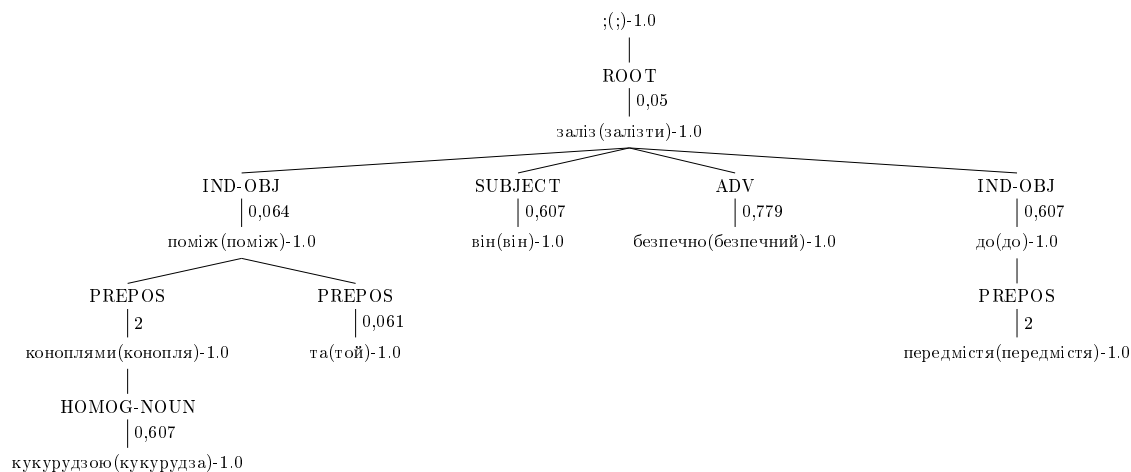 ;(;)-1.0
ROOT
0,05
заліз(залізти)-1.0
IND-OBJ SUBJECT ADV IND-OBJ
0,064 0,607 0,779 0,607
поміж(поміж)-1.0 він(він)-1.0 безпечно(безпечний)-1.0 до(до)-1.0
PREPOS PREPOS PREPOS
2 0,061 2
коноплями(конопля)-1.0 та(той)-1.0 передмістя(передмістя)-1.0
HOMOG-NOUN
0,607
кукурудзою(кукурудза)-1.0